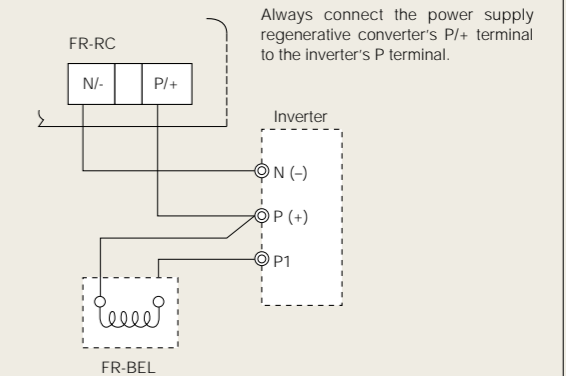 Always connect the power supply
regenerative converter's P/+ terminal
to the inverter's P terminal.
FR-RC
N/-
P/+
Inverter
N (–)
P (+)
P1
FR-BEL